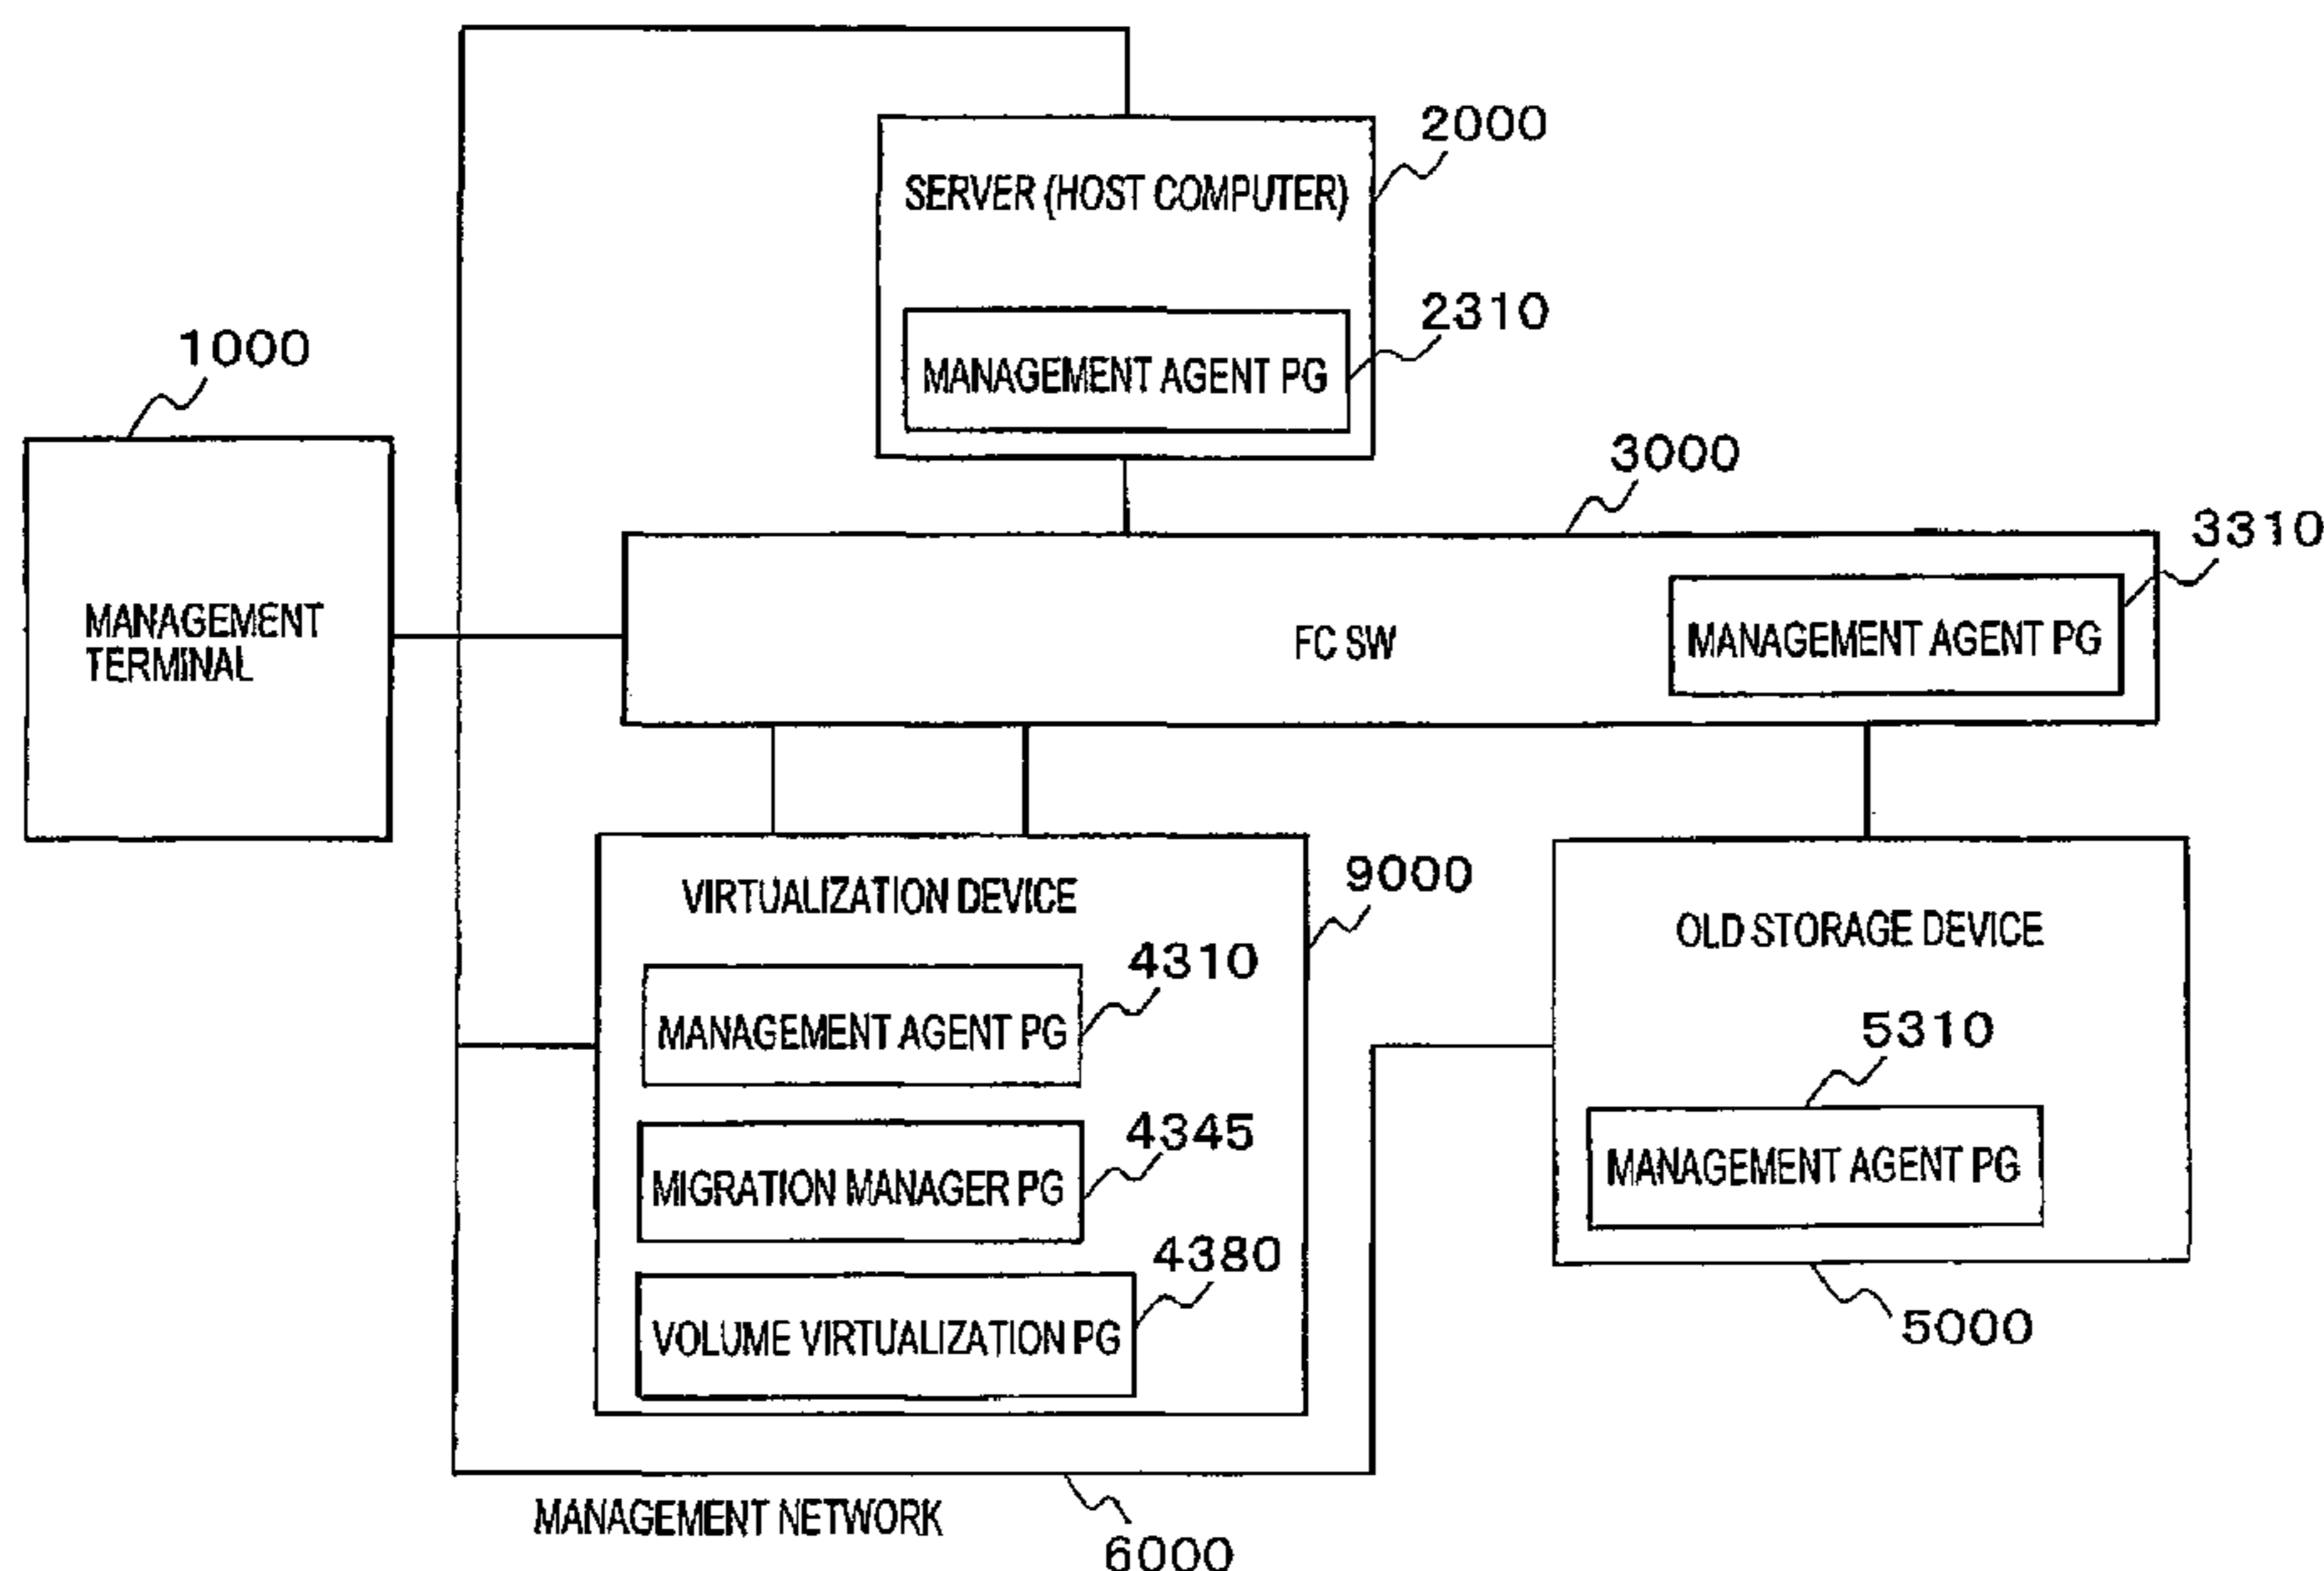 2000
SERVER (HOST COMPUTER)
2310
MANAGEMENT AGENT PG
1000
MANAGEMENT
TERMINAL
3000
3310
FC SW
MANAGEMENT AGENT PG
9000
VIRTUALIZATION DEVICE
4310
MANAGEMENT AGENT PG
4345
MIGRATION MANAGER PG
4380
VOLUME VIRTUALIZATION PG
OLD STORAGE DEVICE
5310
MANAGEMENT AGENT PG
5000
MANAGEMENT NETWORK
6000